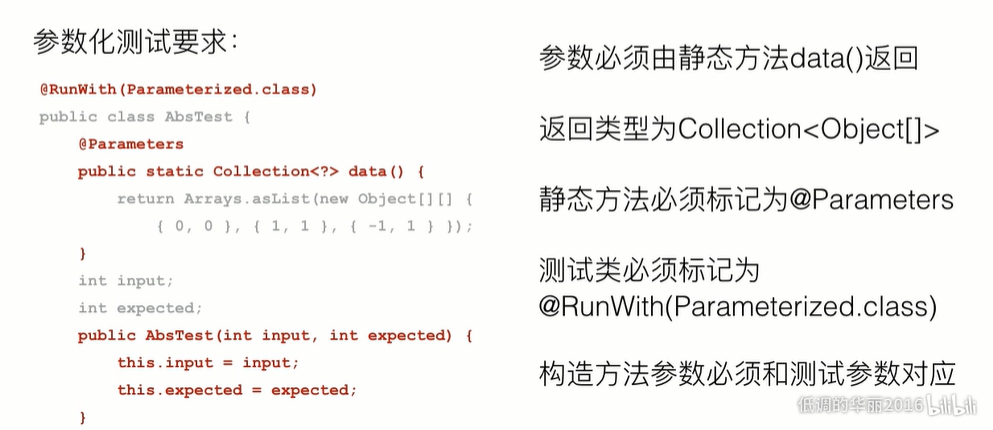 参数化测试要求：
@RunWith(Parameterized.class)
public class AbsTest {
@Parameters
public static Collection<?> data() {
return Arrays.asList(new Object[][] {
{ 0, 0 }, { 1, 1 }, { -1, 1 } });
}
int input;
int expected;
public AbsTest(int input, int expected) {
this.input = input;
this.expected = expected;
}
参数必须由静态方法data()返回
返回类型为Collection<Object[]>
静态方法必须标记为@Parameters
测试类必须标记为
@RunWith(Parameterized.class)
构造方法参数必须和测试参数对应
低调的华丽2016 bilibili